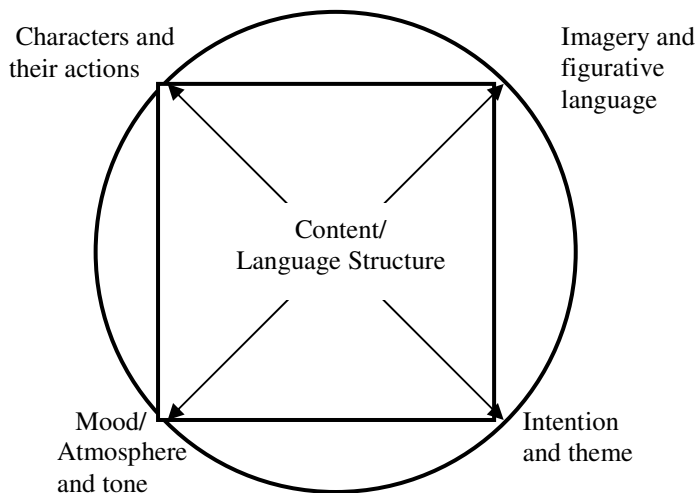 Characters and
their actions
Imagery and
figurative
language
Content/
Language Structure
Mood/
Atmosphere
and tone
Intention
and theme